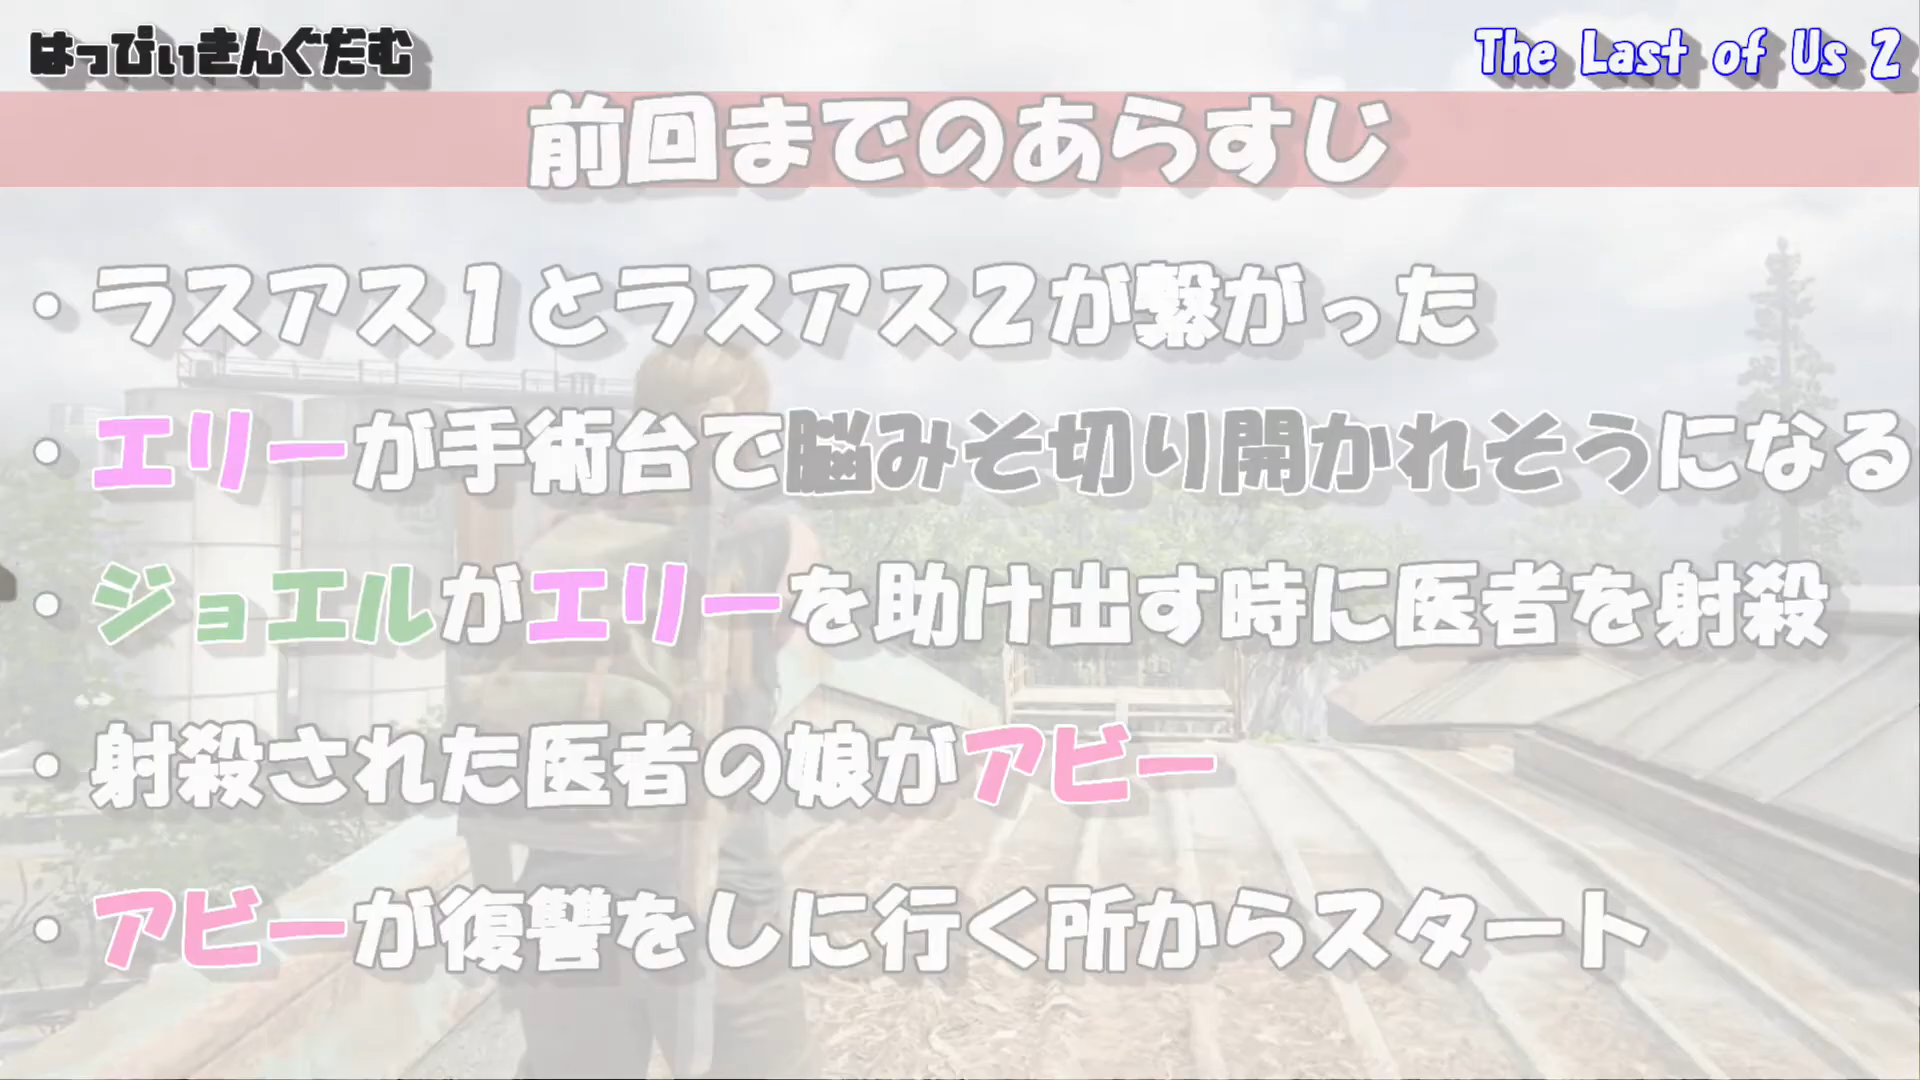 はっぴぃきんぐだむ
The Last of Us 2
前回までのあらすじ
・ラスアス1とラスアス2が繋がった
・エリーが手術台で脳みそ切り開かれそうになる
・ジョエルがエリーを助け出す時に医者を射殺
・射殺された医者の娘がアビー
・アビーが復讐をしに行く所からスタート